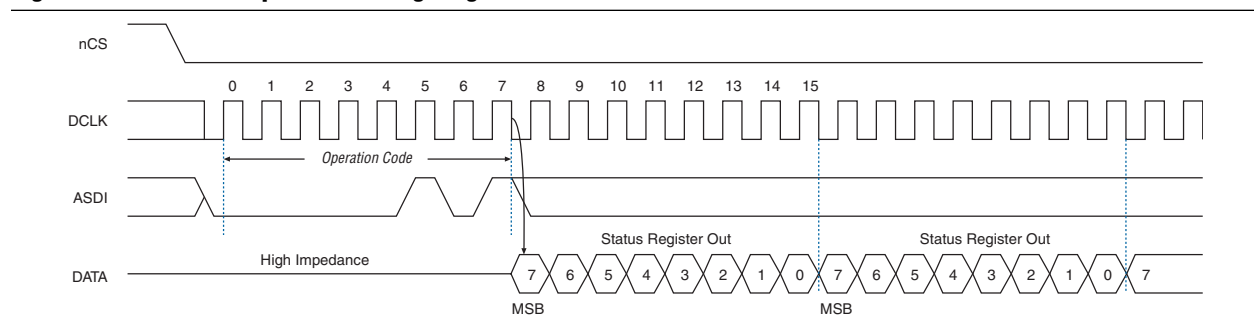 nCS
0 1 2 3 4 5 6 7 8 9 10 11 12 13 14 15
DCLK
Operation Code
ASDI
Status Register Out Status Register Out
High Impedance
DATA
7 6 5 4 3 2 1 0 7 6 5 4 3 2 1 0 7
MSB MSB